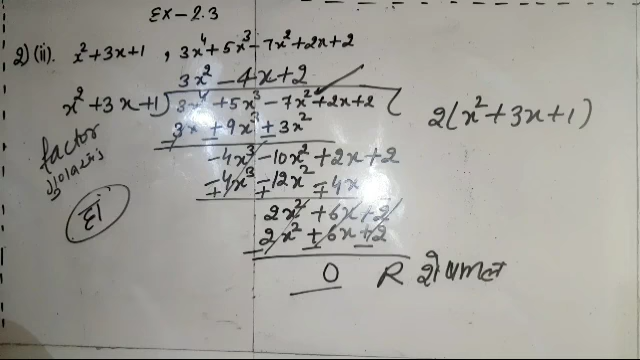 Ex - 2.3
2) (ii). x² + 3x + 1 , 3x⁴ + 5x³ - 7x² + 2x + 2
3x² - 4x + 2
x² + 3x + 1 ) 3x⁴ + 5x³ - 7x² + 2x + 2 (
3x⁴ + 9x³ + 3x²
- - -
2(x² + 3x + 1)
factor
- 4x³ - 10x² + 2x + 2
- 4x³ - 12x² - 4x
+ + +
2x² + 6x + 2
2x² + 6x + 2
- - -
हाँ
0 R शेषफल